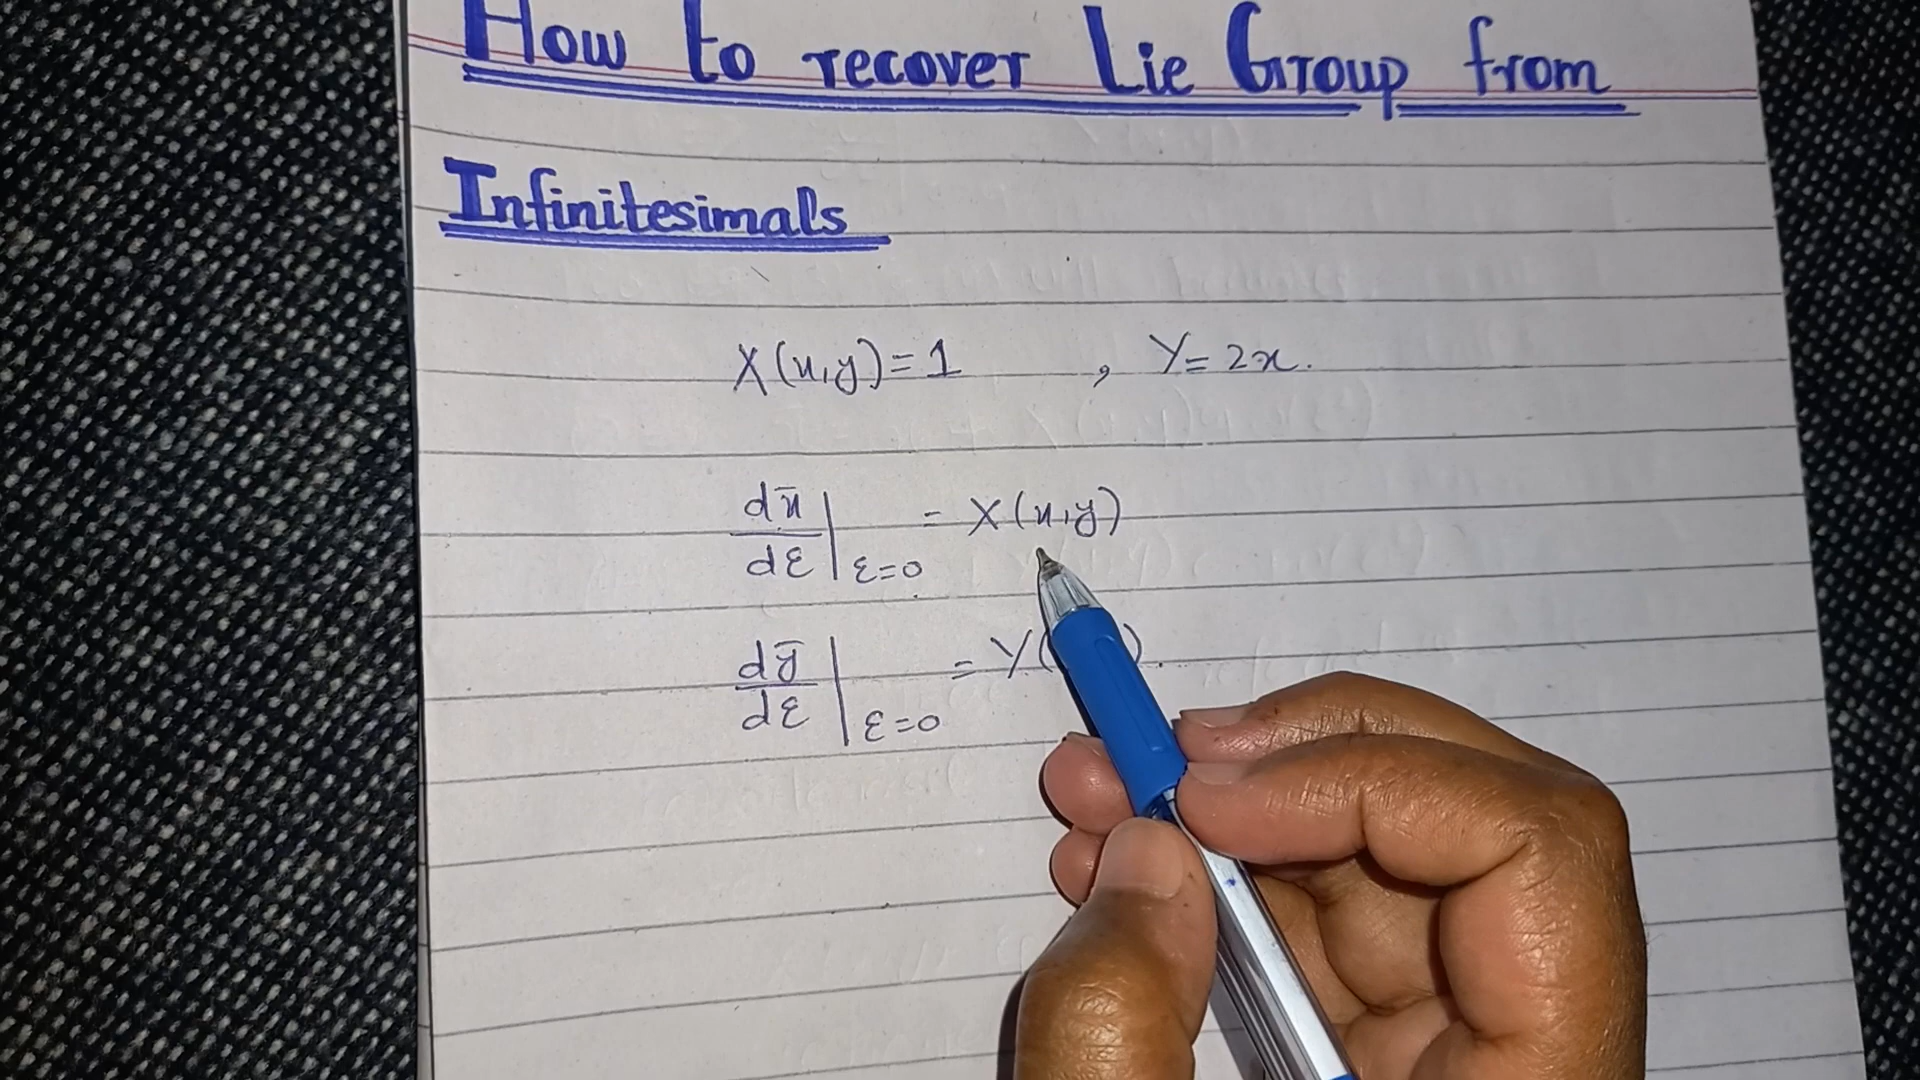 How to recover Lie Group from
Infinitesimals
X(x,y)=1 , Y=2x.
dx̄/dε|ε=0 = X(x,y)
dȳ/dε|ε=0 = Y( ).